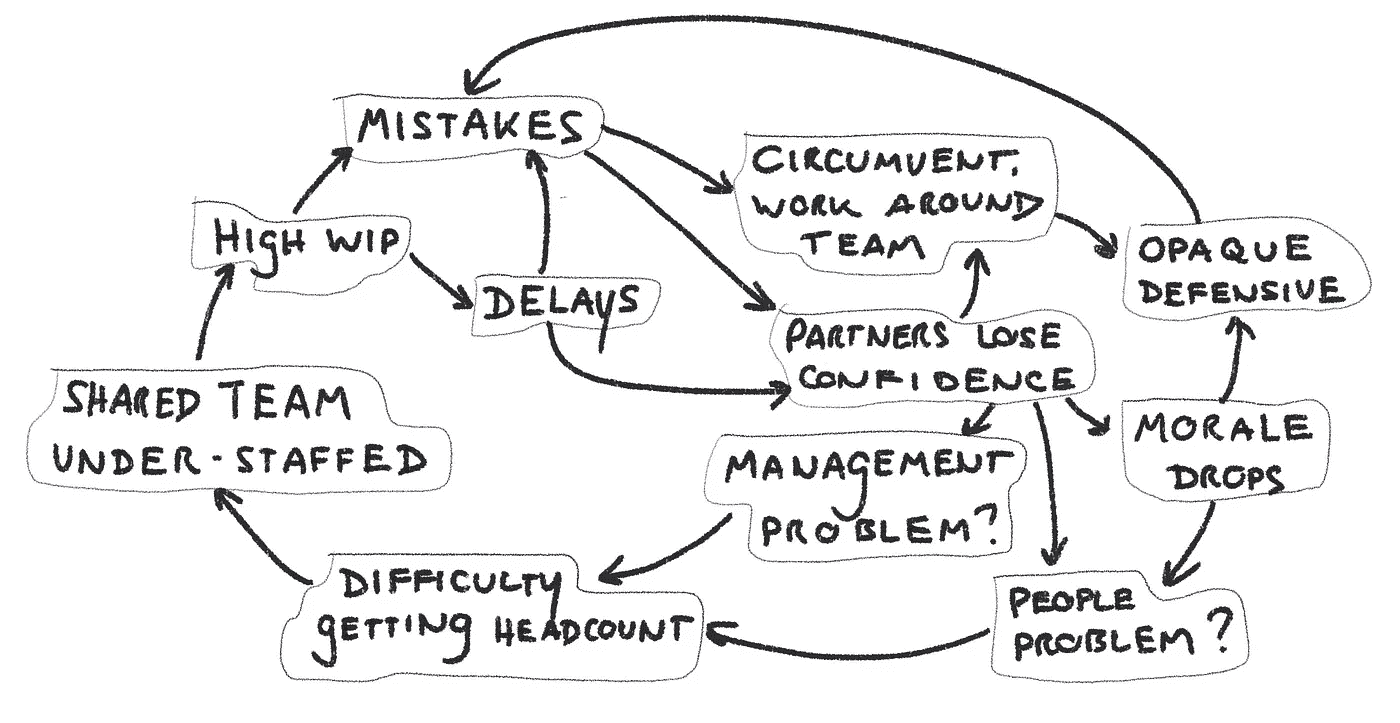 MISTAKES
CIRCUMVENT,
WORK AROUND
TEAM
HIGH WIP
OPAQUE
DEFENSIVE
DELAYS
PARTNERS LOSE
CONFIDENCE
SHARED TEAM
UNDER-STAFFED
MORALE
DROPS
MANAGEMENT
PROBLEM?
DIFFICULTY
GETTING HEADCOUNT
PEOPLE
PROBLEM?